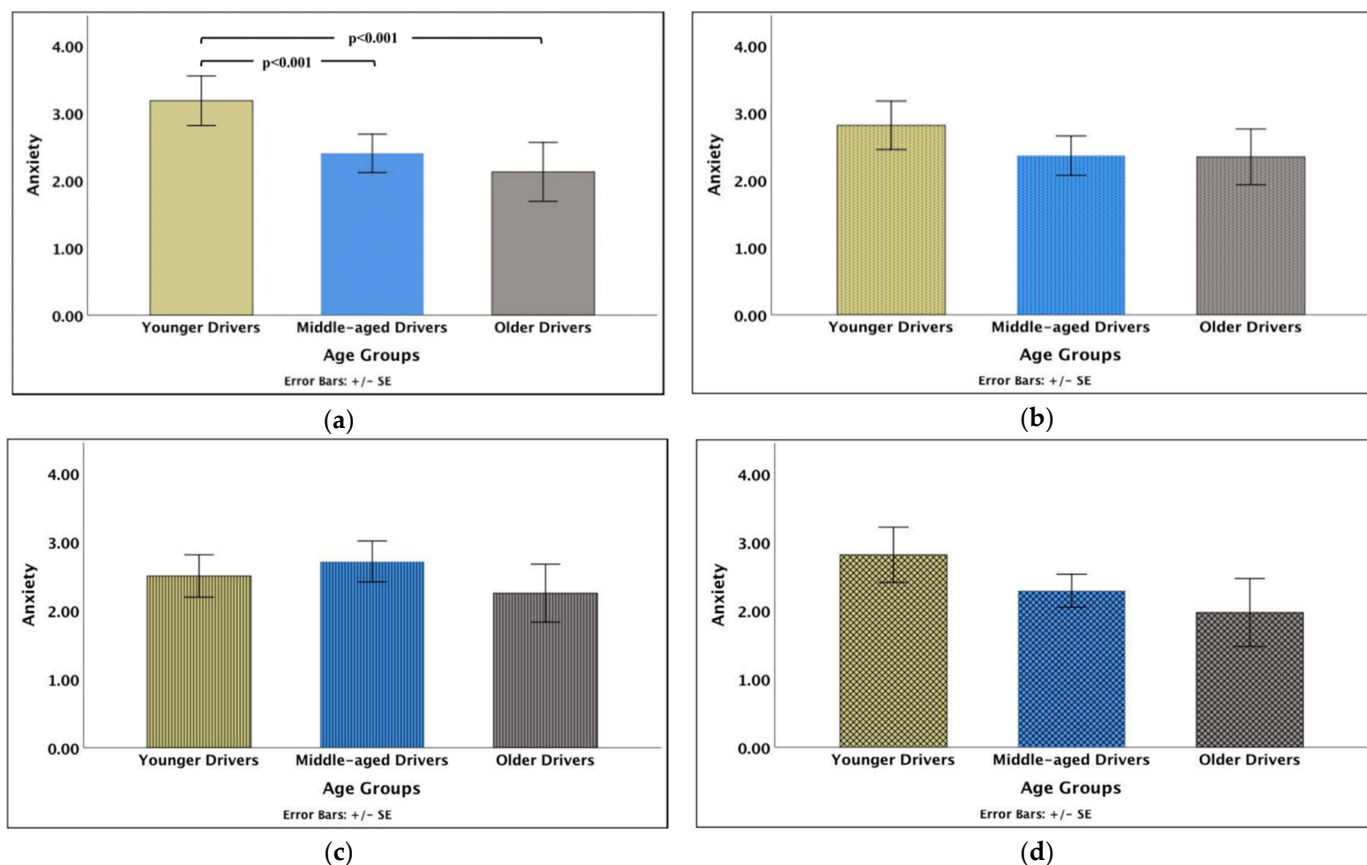 4.00
p<0.001
p<0.001
3.00
Anxiety
2.00
1.00
0.00
Younger Drivers Middle-aged Drivers Older Drivers
Age Groups
Error Bars: +/- SE
(a)
4.00
3.00
Anxiety
2.00
1.00
0.00
Younger Drivers Middle-aged Drivers Older Drivers
Age Groups
Error Bars: +/- SE
(b)
4.00
3.00
Anxiety
2.00
1.00
0.00
Younger Drivers Middle-aged Drivers Older Drivers
Age Groups
Error Bars: +/- SE
(c)
4.00
3.00
Anxiety
2.00
1.00
0.00
Younger Drivers Middle-aged Drivers Older Drivers
Age Groups
Error Bars: +/- SE
(d)